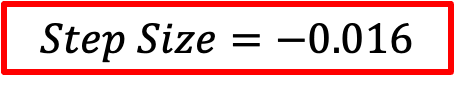 Step Size = −0.016